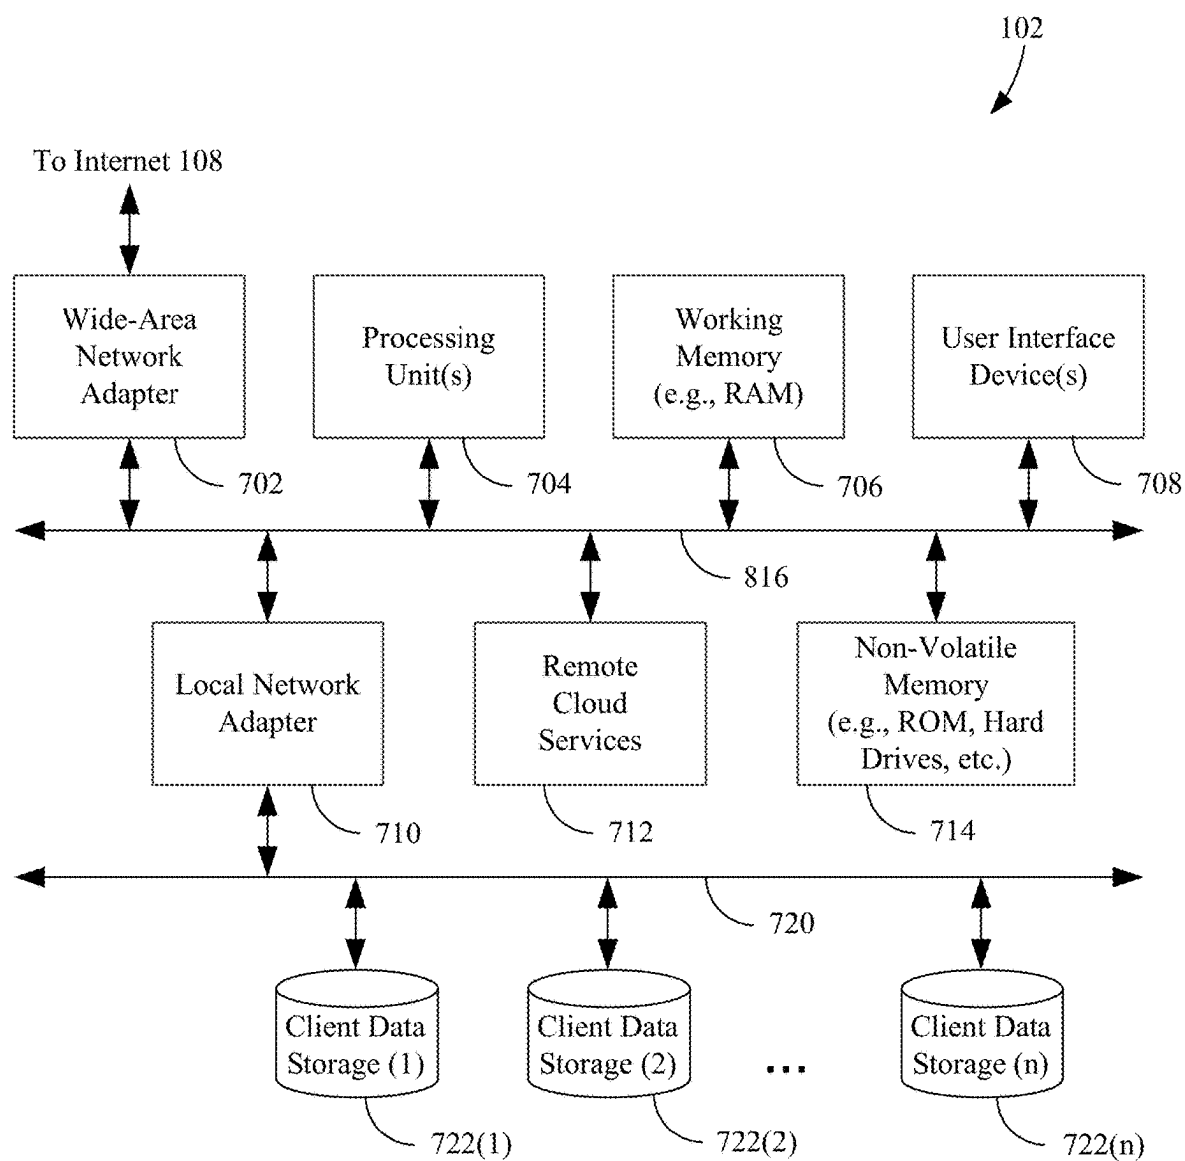 102
To Internet 108
Wide-Area
Network
Adapter
Processing
Unit(s)
Working
Memory
(e.g., RAM)
User Interface
Device(s)
702
704
706
708
816
Local Network
Adapter
Remote
Cloud
Services
Non-Volatile
Memory
(e.g., ROM, Hard
Drives, etc.)
710
712
714
720
Client Data
Storage (1)
Client Data
Storage (2)
...
Client Data
Storage (n)
722(1)
722(2)
722(n)